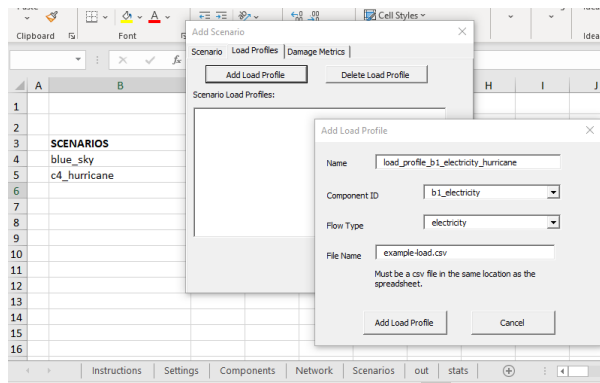 Cell Styles
Clipboard
Font
Ideas
fx
A B H I J
1
2
3 SCENARIOS
4 blue_sky
5 c4_hurricane
6
7
8
9
10
11
12
13
14
15
16
Add Scenario
Scenario Load Profiles Damage Metrics
Add Load Profile Delete Load Profile
Scenario Load Profiles:
Add Load Profile
Name load_profile_b1_electricity_hurricane
Component ID b1_electricity
Flow Type electricity
File Name example-load.csv
Must be a csv file in the same location as the
spreadsheet.
Add Load Profile Cancel
Instructions Settings Components Network Scenarios out stats